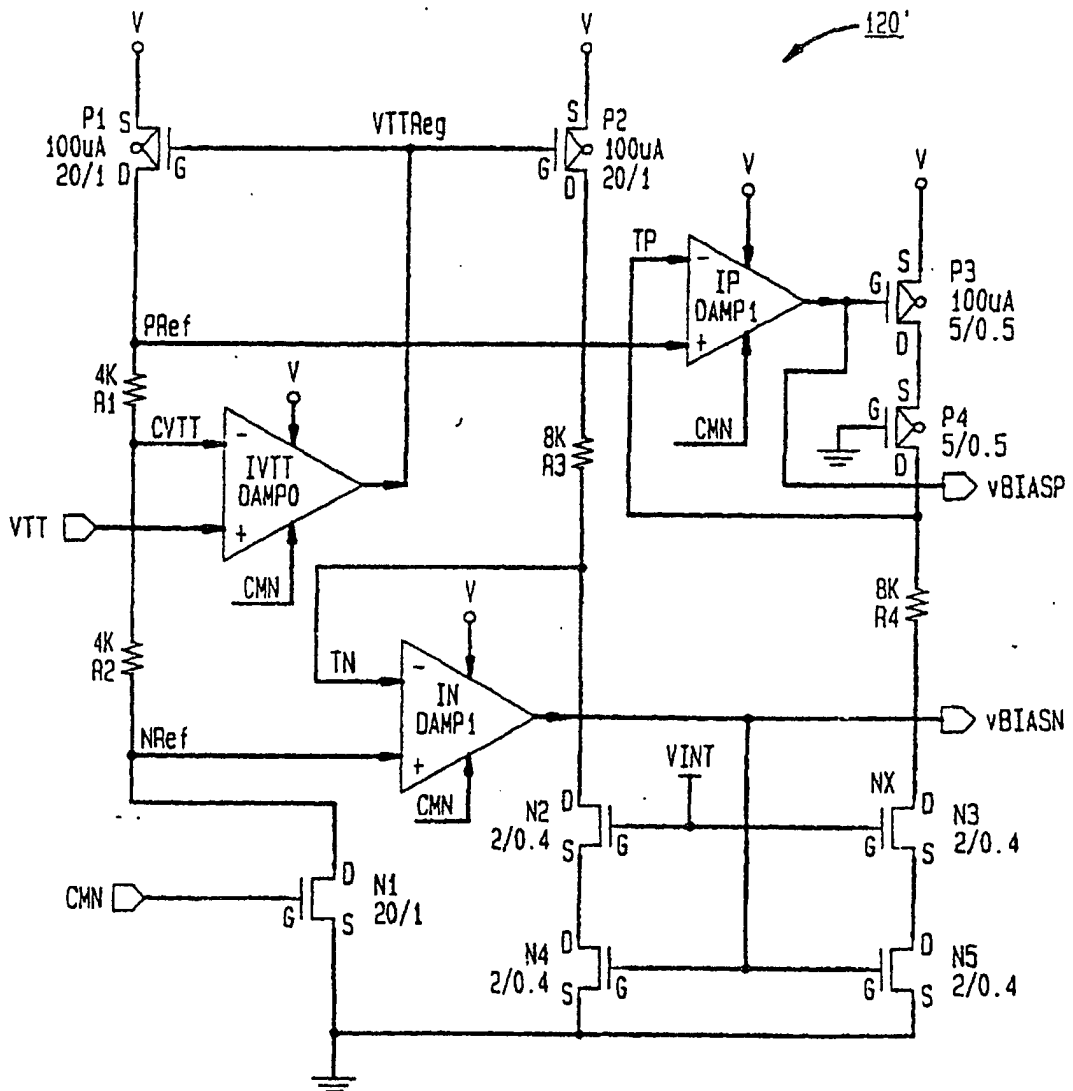 120'
V
V
P1
100uA
20/1
S
G
D
VTTReg
S
G
D
P2
100uA
20/1
V
V
TP
-
IP
DAMP1
+
CMN
S
G
D
P3
100uA
5/0.5
PRef
4K
R1
CVTT
V
-
IVTT
DAMP0
+
CMN
VTT
8K
R3
S
G
D
P4
5/0.5
vBIASP
8K
R4
4K
R2
V
TN
-
IN
DAMP1
+
CMN
NRef
vBIASN
VINT
NX
N2
2/0.4
D
G
S
D
G
S
N3
2/0.4
CMN
D
G
S
N1
20/1
N4
2/0.4
D
G
S
D
G
S
N5
2/0.4